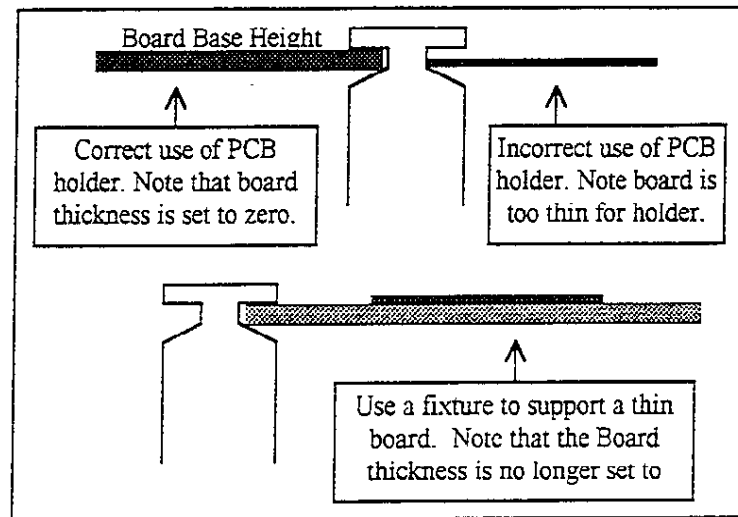 Board Base Height
Correct use of PCB
holder. Note that board
thickness is set to zero.
Incorrect use of PCB
holder. Note board is
too thin for holder.
Use a fixture to support a thin
board. Note that the Board
thickness is no longer set to